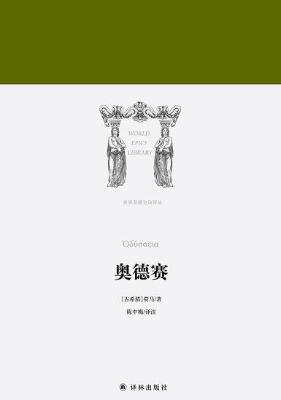 WORLD
EPICS
LIBRARY
世界英雄史诗译丛
Ὀδύσσεια
奥德赛
[古希腊]荷马/著
陈中梅/译注
译林出版社